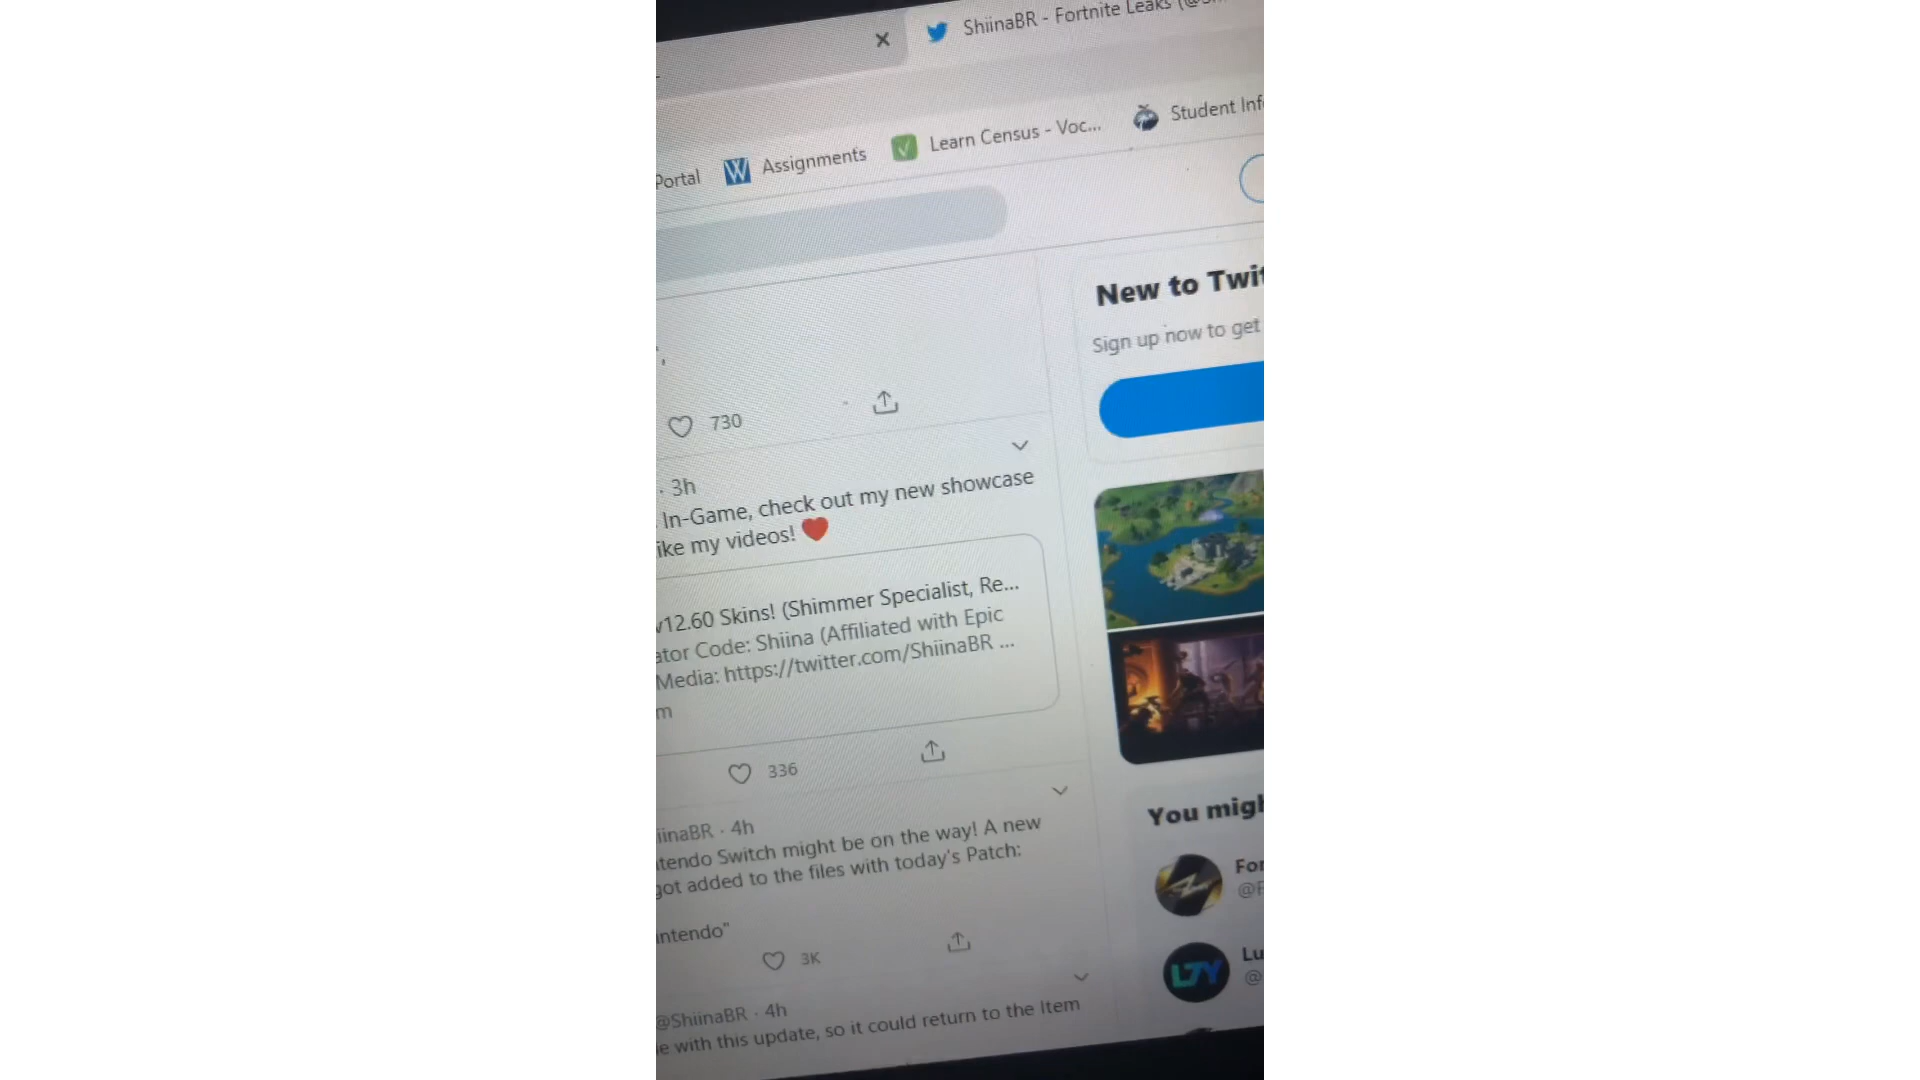 ShiinaBR - Fortnite Leaks
Portal
Assignments
Learn Census - Voc...
Student Inf
New to Twit
Sign up now to get
730
· 3h
In-Game, check out my new showcase
ike my videos! ❤️
v12.60 Skins! (Shimmer Specialist, Re...
ator Code: Shiina (Affiliated with Epic
Media: https://twitter.com/ShiinaBR ...
m
336
You migh
iinaBR · 4h
tendo Switch might be on the way! A new
got added to the files with today's Patch:
intendo"
3K
For
@F
LJY
Lu
@
@ShiinaBR · 4h
e with this update, so it could return to the Item